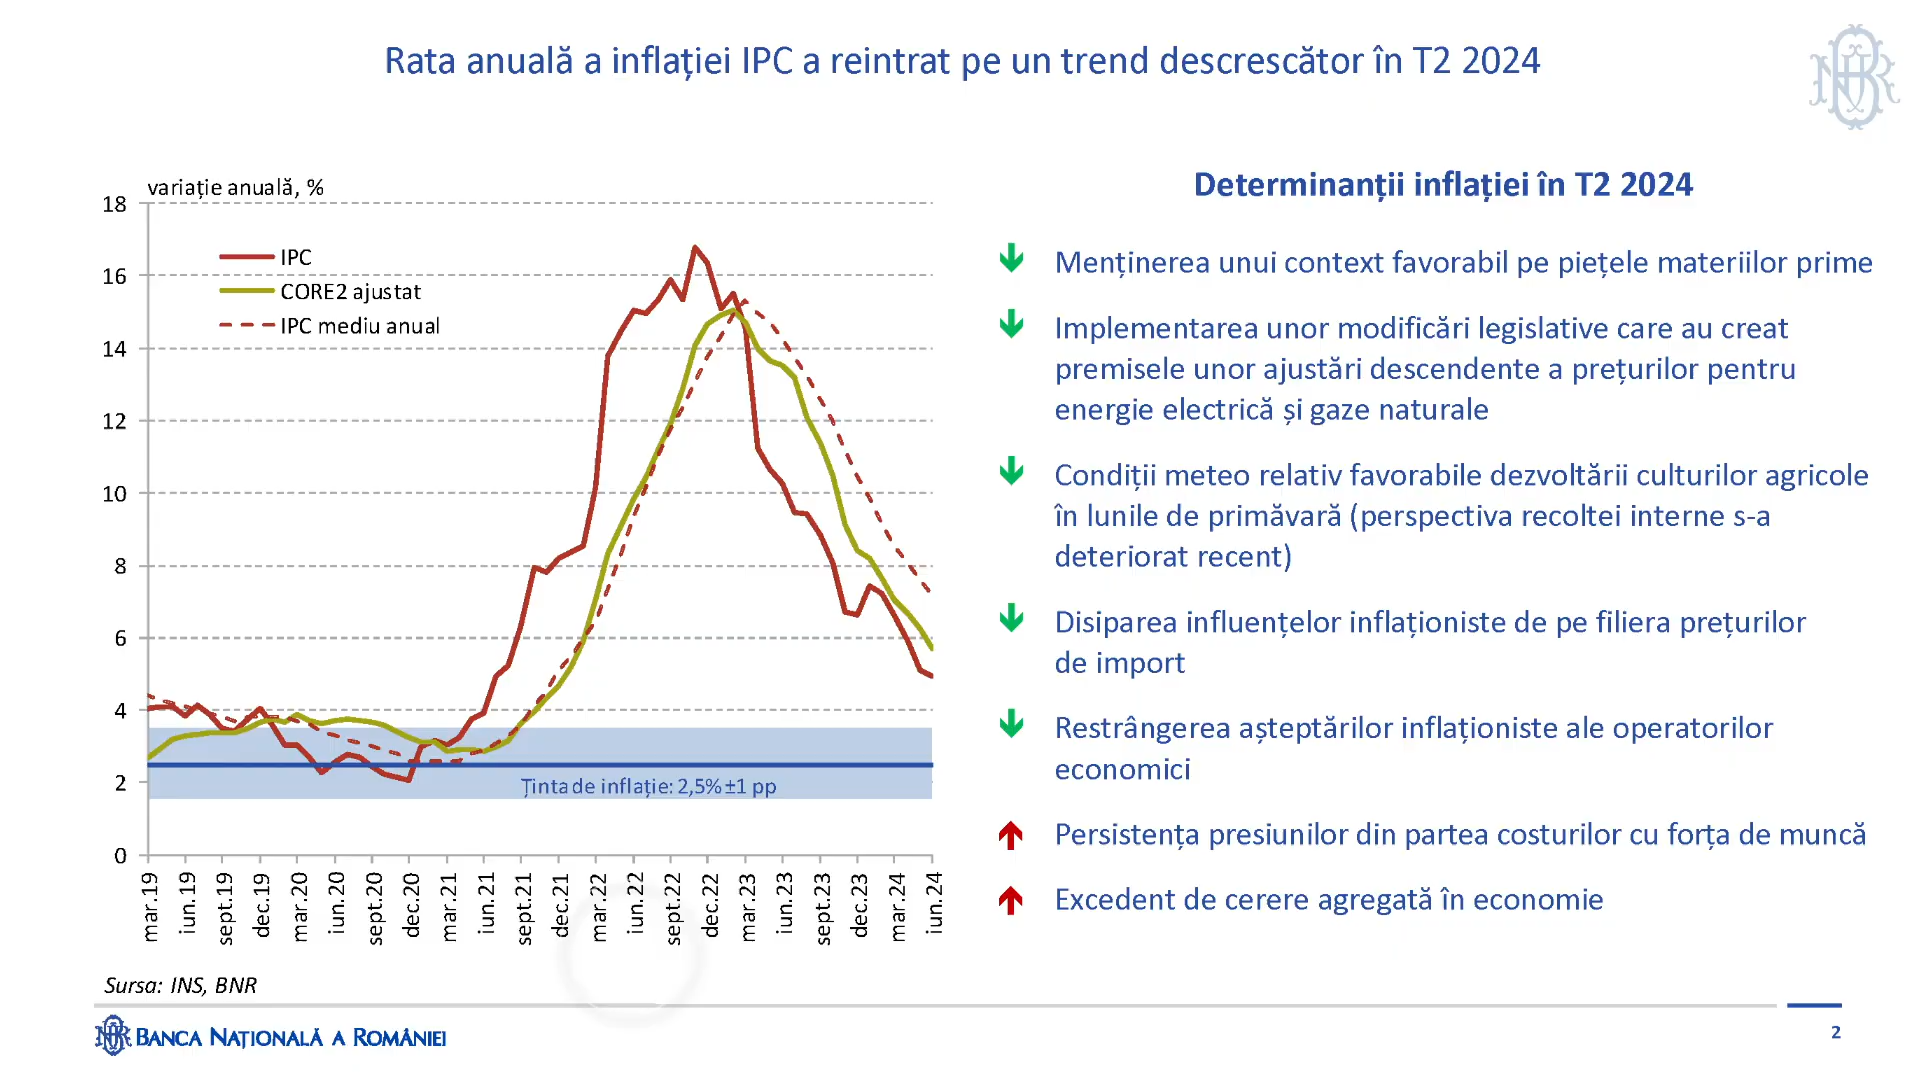 Rata anuală a inflației IPC a reintrat pe un trend descrescător în T2 2024
variație anuală, %
18
16
14
12
10
8
6
4
2
0
IPC
CORE2 ajustat
IPC mediu anual
Ținta de inflație: 2,5% ±1 pp
mar.19
iun.19
sept.19
dec.19
mar.20
iun.20
sept.20
dec.20
mar.21
iun.21
sept.21
dec.21
mar.22
iun.22
sept.22
dec.22
mar.23
iun.23
sept.23
dec.23
mar.24
iun.24
Sursa: INS, BNR
Determinanții inflației în T2 2024
Menținerea unui context favorabil pe piețele materiilor prime
Implementarea unor modificări legislative care au creat
premisele unor ajustări descendente a prețurilor pentru
energie electrică și gaze naturale
Condiții meteo relativ favorabile dezvoltării culturilor agricole
în lunile de primăvară (perspectiva recoltei interne s-a
deteriorat recent)
Disiparea influențelor inflaționiste de pe filiera prețurilor
de import
Restrângerea așteptărilor inflaționiste ale operatorilor
economici
Persistența presiunilor din partea costurilor cu forța de muncă
Excedent de cerere agregată în economie
BANCA NAȚIONALĂ A ROMÂNIEI
2